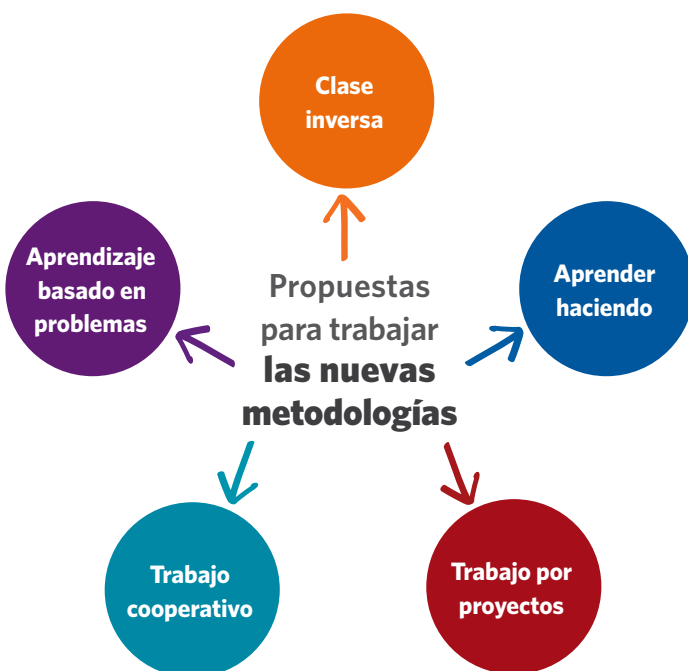 Clase
inversa
Aprendizaje
basado en
problemas
Propuestas
para trabajar
las nuevas
metodologías
Aprender
haciendo
Trabajo
cooperativo
Trabajo por
proyectos